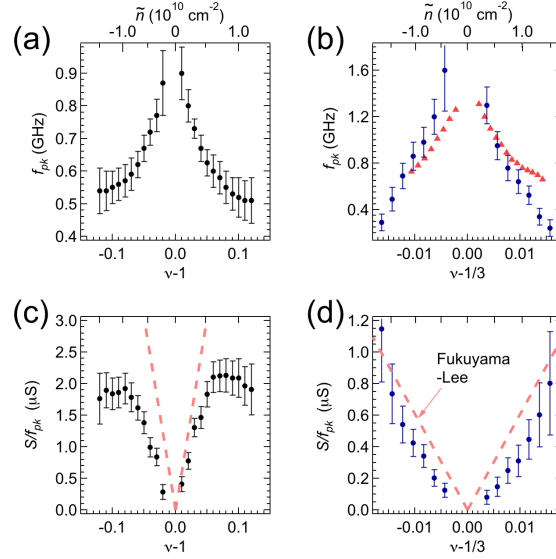 ñ (10^10 cm^-2)
-1.0 0 1.2
(a)
0.9
0.8
0.7
0.6
0.5
0.4
f_pk (GHz)
-0.1 0.0 0.1
ν-1
ñ (10^10 cm^-2)
-1.0 0 1.2
(b)
1.6
1.2
0.8
0.4
f_pk (GHz)
-0.01 0.00 0.01
ν-1/3
(c)
3.0
2.5
2.0
1.5
1.0
0.5
0.0
S/f_pk (μS)
-0.1 0.0 0.1
ν-1
(d)
1.2
1.0
0.8
0.6
0.4
0.2
0.0
S/f_pk (μS)
Fukuyama
-Lee
-0.01 0.00 0.01
ν-1/3